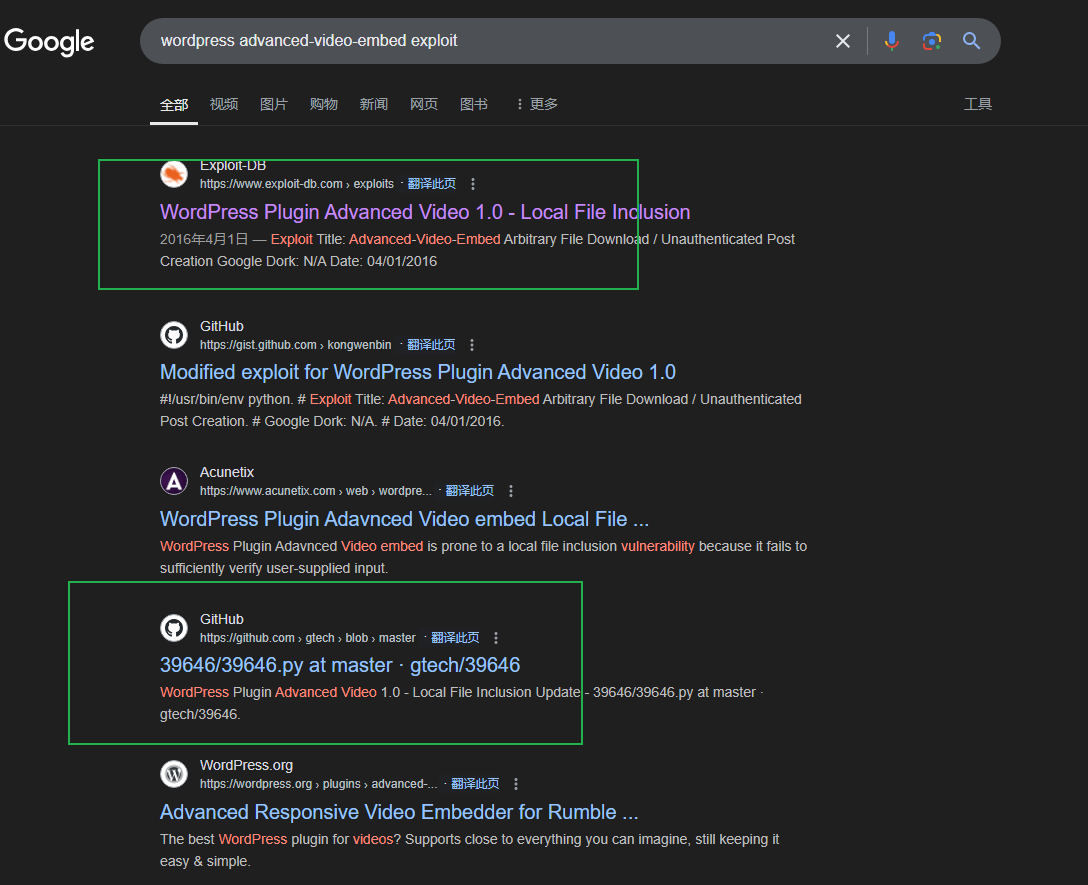 Google
wordpress advanced-video-embed exploit
全部 视频 图片 购物 新闻 网页 图书 更多 工具
Exploit-DB
https://www.exploit-db.com › exploits · 翻译此页
WordPress Plugin Advanced Video 1.0 - Local File Inclusion
2016年4月1日 — Exploit Title: Advanced-Video-Embed Arbitrary File Download / Unauthenticated Post
Creation Google Dork: N/A Date: 04/01/2016
GitHub
https://gist.github.com › kongwenbin · 翻译此页
Modified exploit for WordPress Plugin Advanced Video 1.0
#!/usr/bin/env python. # Exploit Title: Advanced-Video-Embed Arbitrary File Download / Unauthenticated
Post Creation. # Google Dork: N/A. # Date: 04/01/2016.
Acunetix
https://www.acunetix.com › web › wordpre... · 翻译此页
WordPress Plugin Adavnced Video embed Local File ...
WordPress Plugin Adavnced Video embed is prone to a local file inclusion vulnerability because it fails to
sufficiently verify user-supplied input.
GitHub
https://github.com › gtech › blob › master · 翻译此页
39646/39646.py at master · gtech/39646
WordPress Plugin Advanced Video 1.0 - Local File Inclusion Update - 39646/39646.py at master ·
gtech/39646.
WordPress.org
https://wordpress.org › plugins › advanced-... · 翻译此页
Advanced Responsive Video Embedder for Rumble ...
The best WordPress plugin for videos? Supports close to everything you can imagine, still keeping it
easy & simple.